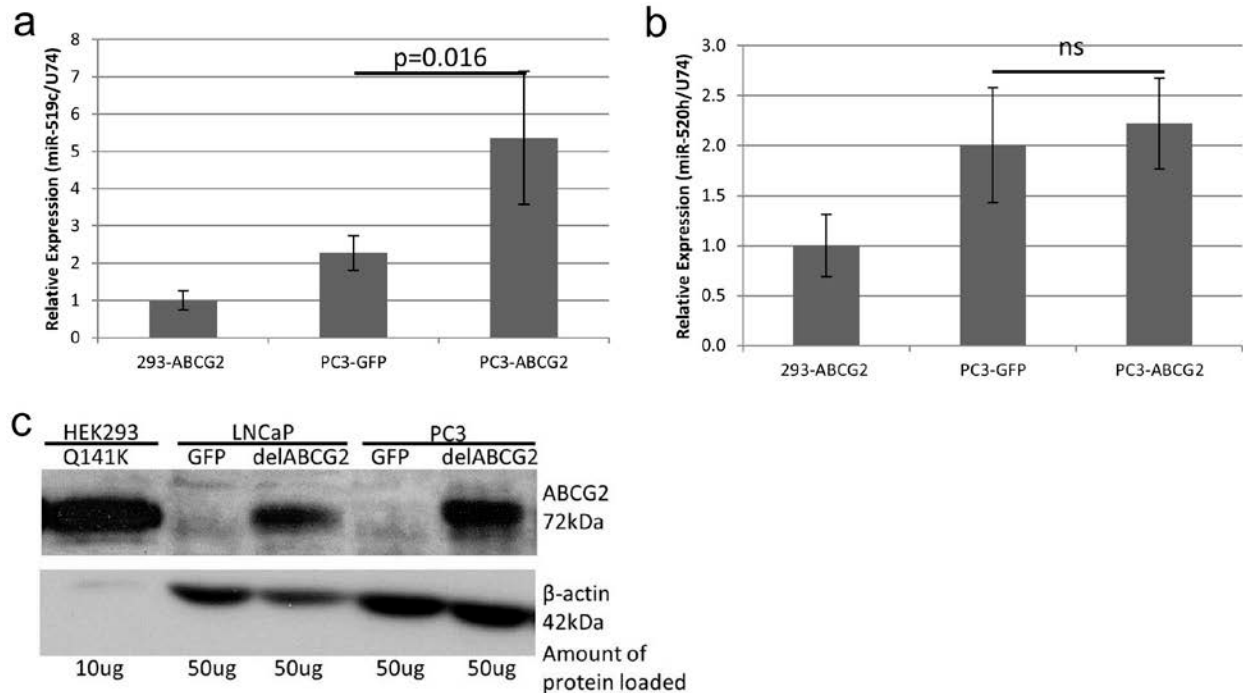 a
Relative Expression (miR-519c/U74)
8
7
6
5
4
3
2
1
0
p=0.016
293-ABCG2 PC3-GFP PC3-ABCG2
b
Relative Expression (miR-520h/U74)
3.0
2.5
2.0
1.5
1.0
0.5
0.0
ns
293-ABCG2 PC3-GFP PC3-ABCG2
c
HEK293 LNCaP PC3
Q141K GFP delABCG2 GFP delABCG2
ABCG2
72kDa
β-actin
42kDa
10ug 50ug 50ug 50ug 50ug
Amount of
protein loaded